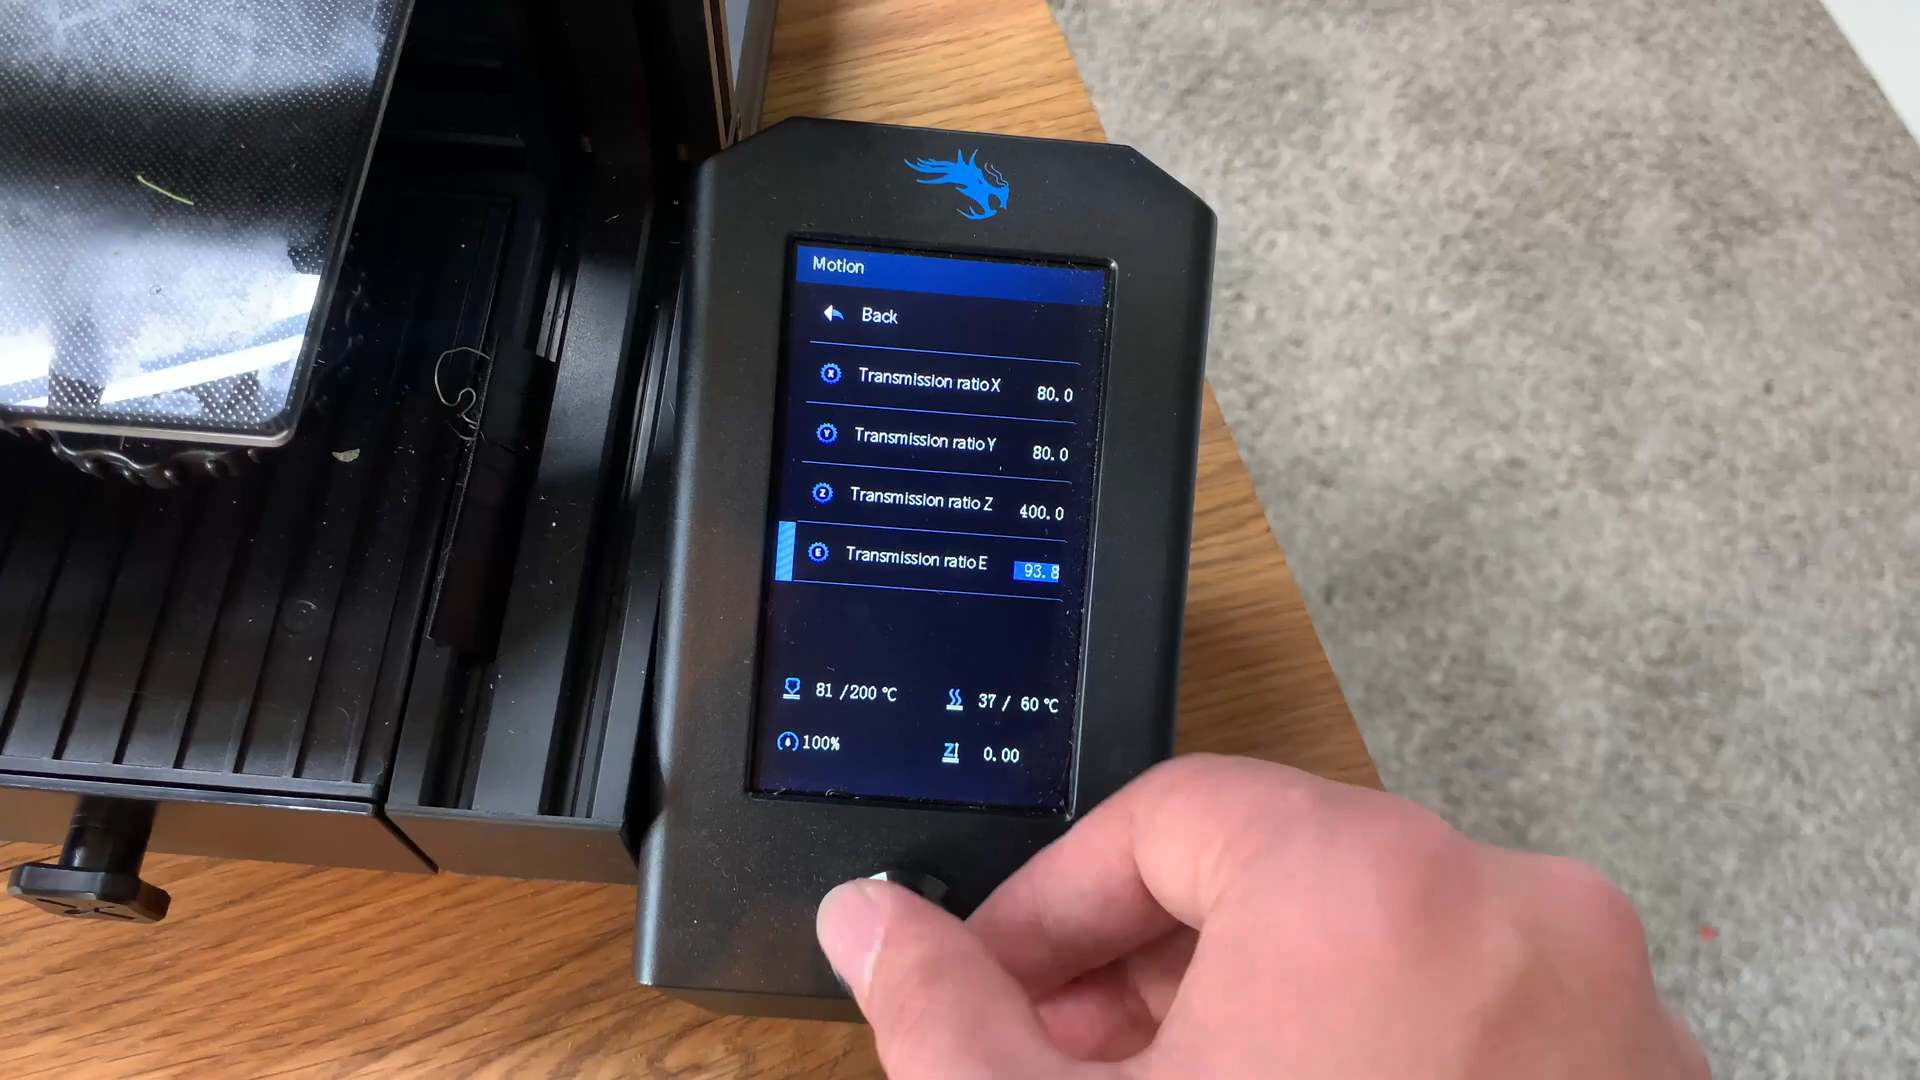 Motion
Back
X Transmission ratio X 80.0
Y Transmission ratio Y 80.0
Z Transmission ratio Z 400.0
E Transmission ratio E 93.8
81 /200 ℃ 37 / 60 ℃
100% Z 0.00